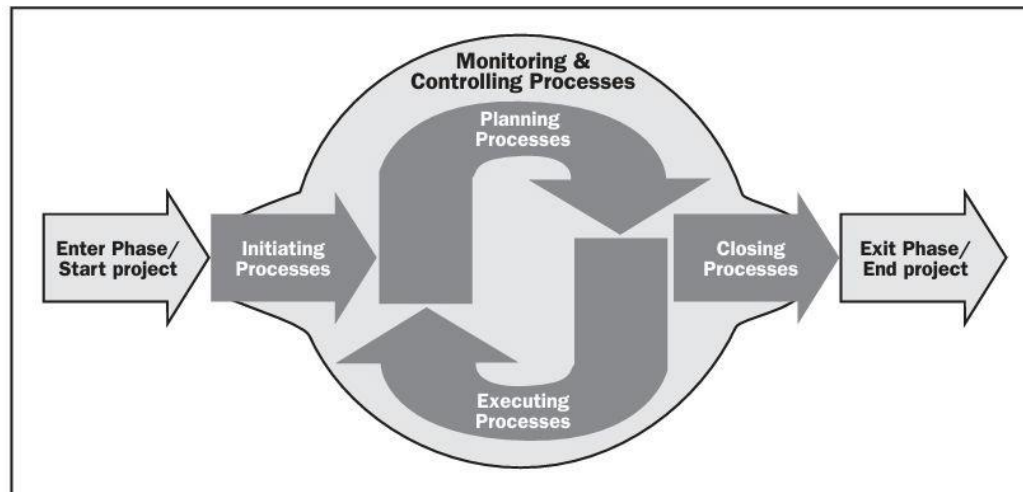 Monitoring &
Controlling Processes
Planning
Processes
Enter Phase/
Start project
Initiating
Processes
Closing
Processes
Exit Phase/
End project
Executing
Processes